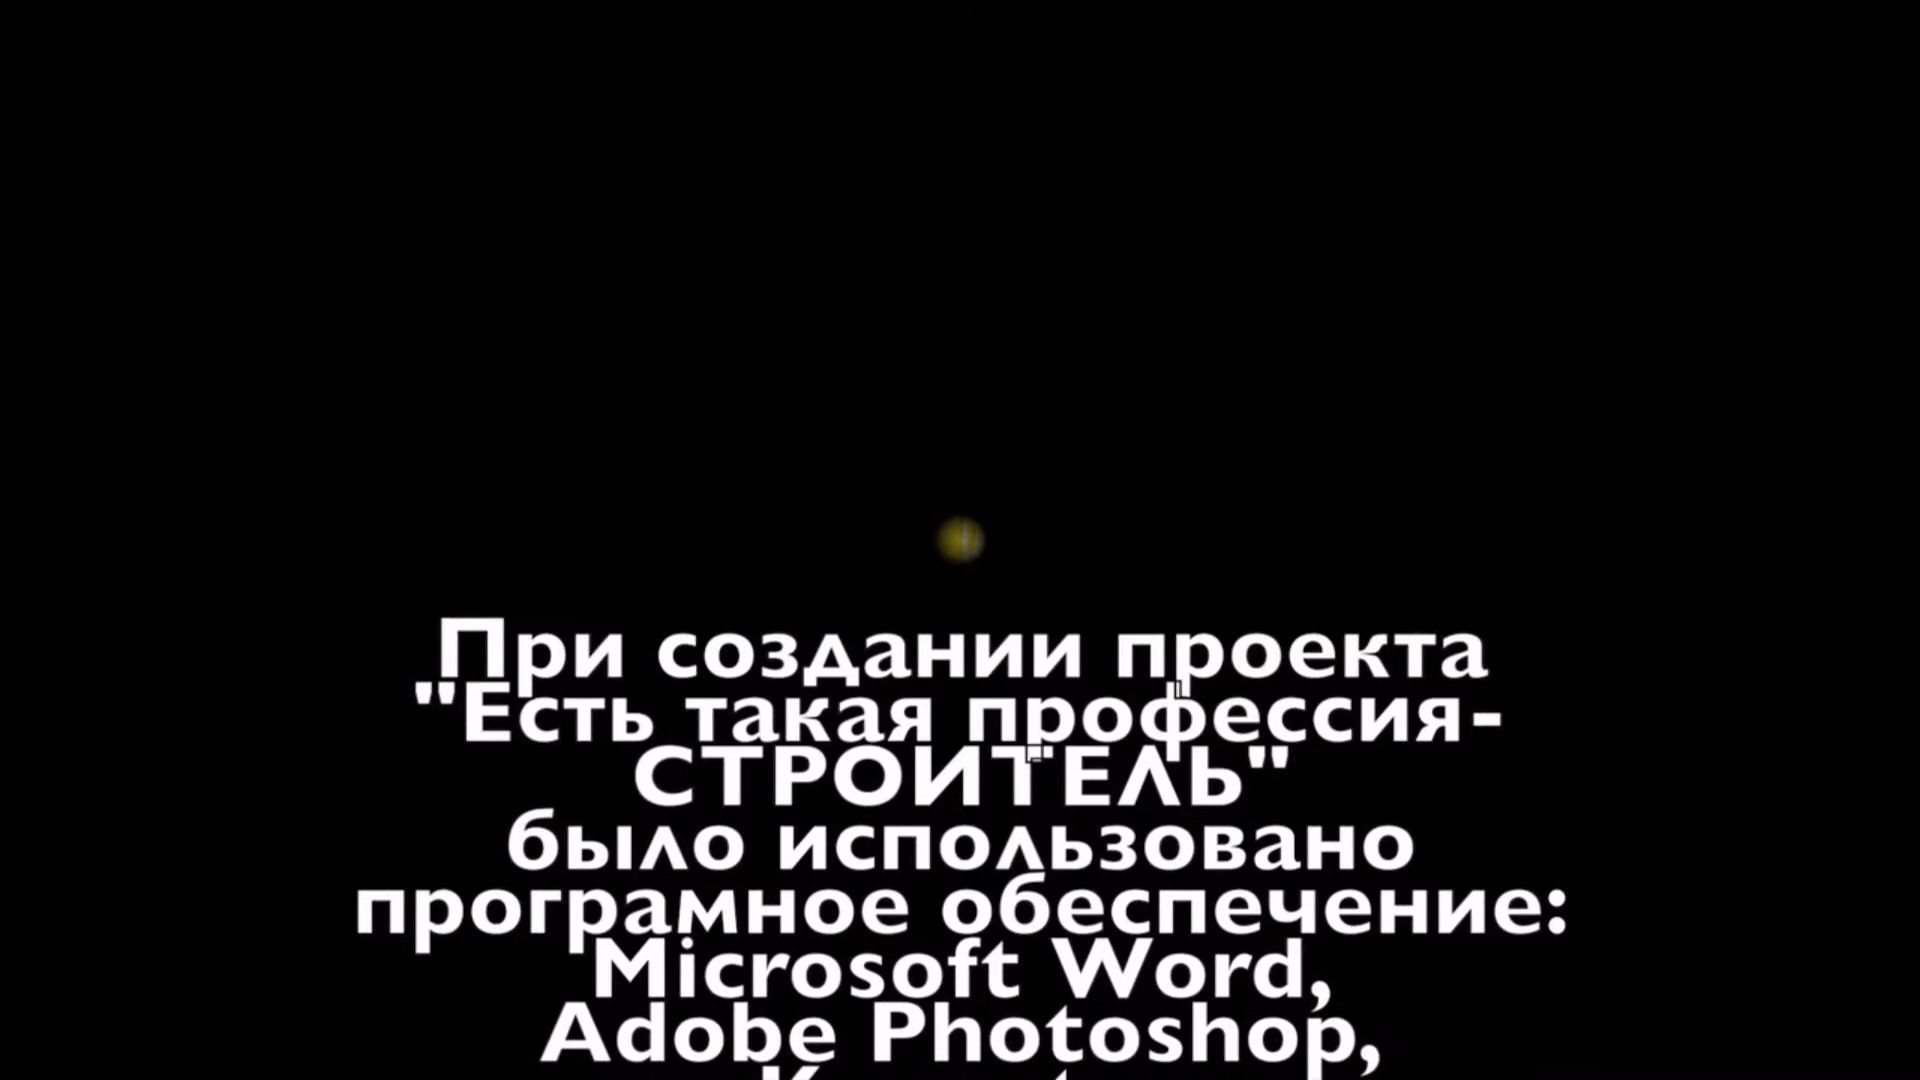 При создании проекта
"Есть такая профессия-
СТРОИТЕЛЬ"
было использовано
програмное обеспечение:
Microsoft Word,
Adobe Photoshop,